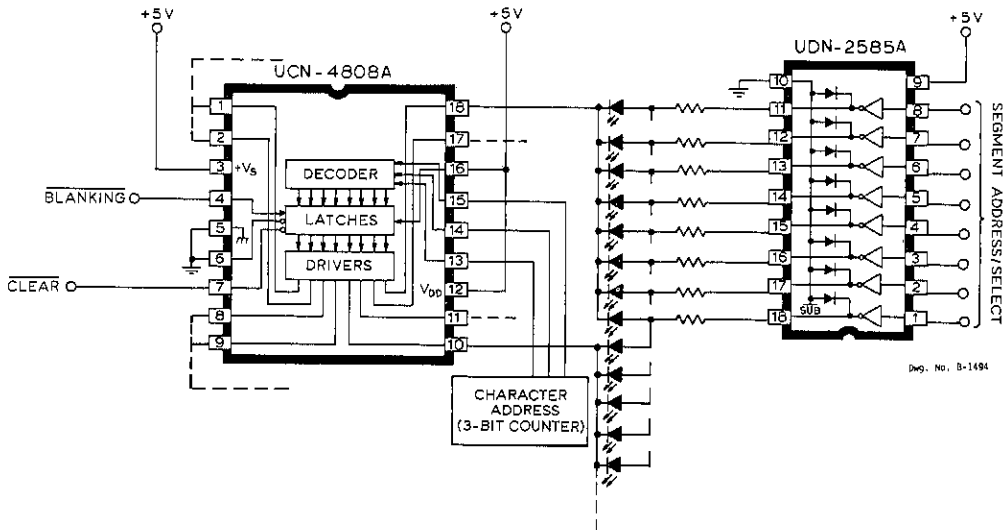 +5V
+5V
+5V
UCN-4808A
UDN-2585A
1
2
3
+VS
4
5
6
7
8
9
18
17
16
15
14
13
VDD
12
11
10
DECODER
LATCHES
DRIVERS
BLANKING
CLEAR
CHARACTER
ADDRESS
(3-BIT COUNTER)
10
11
12
13
14
15
16
17
18
SUB
9
8
7
6
5
4
3
2
1
SEGMENT ADDRESS/SELECT
Dwg. No. B-1494